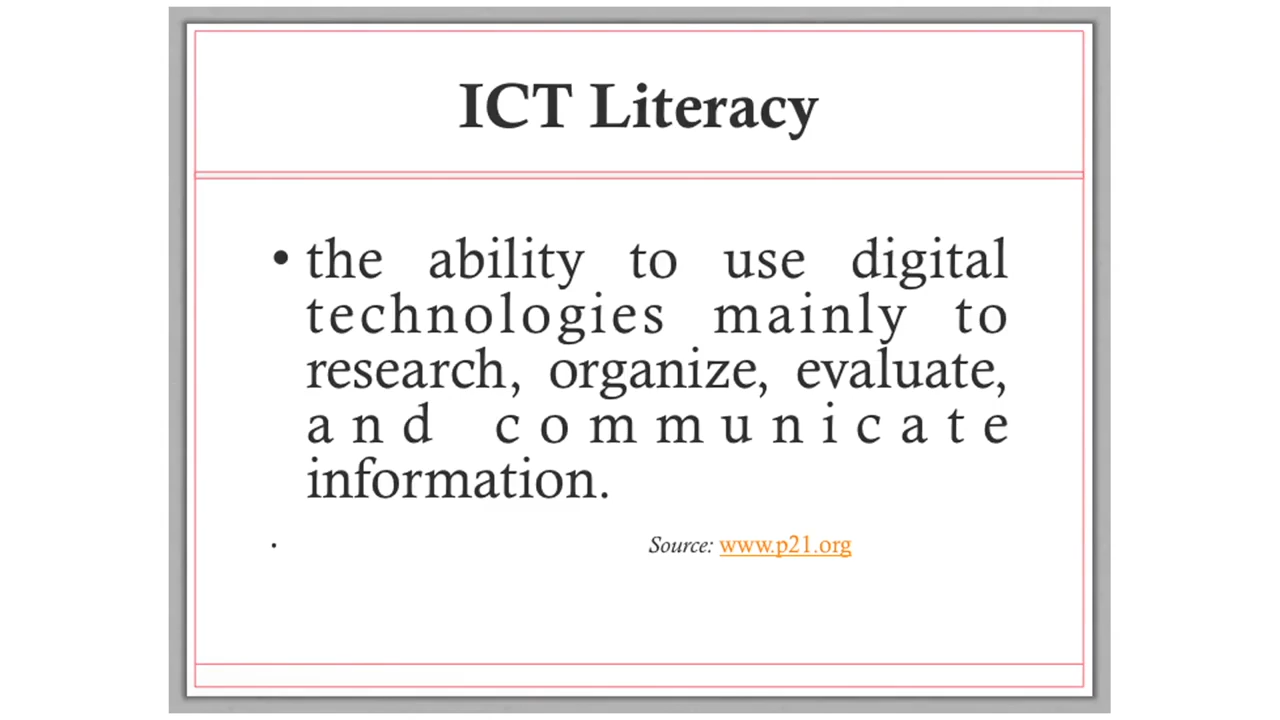 ICT Literacy
• the ability to use digital
technologies mainly to
research, organize, evaluate,
and communicate
information.
• Source: www.p21.org